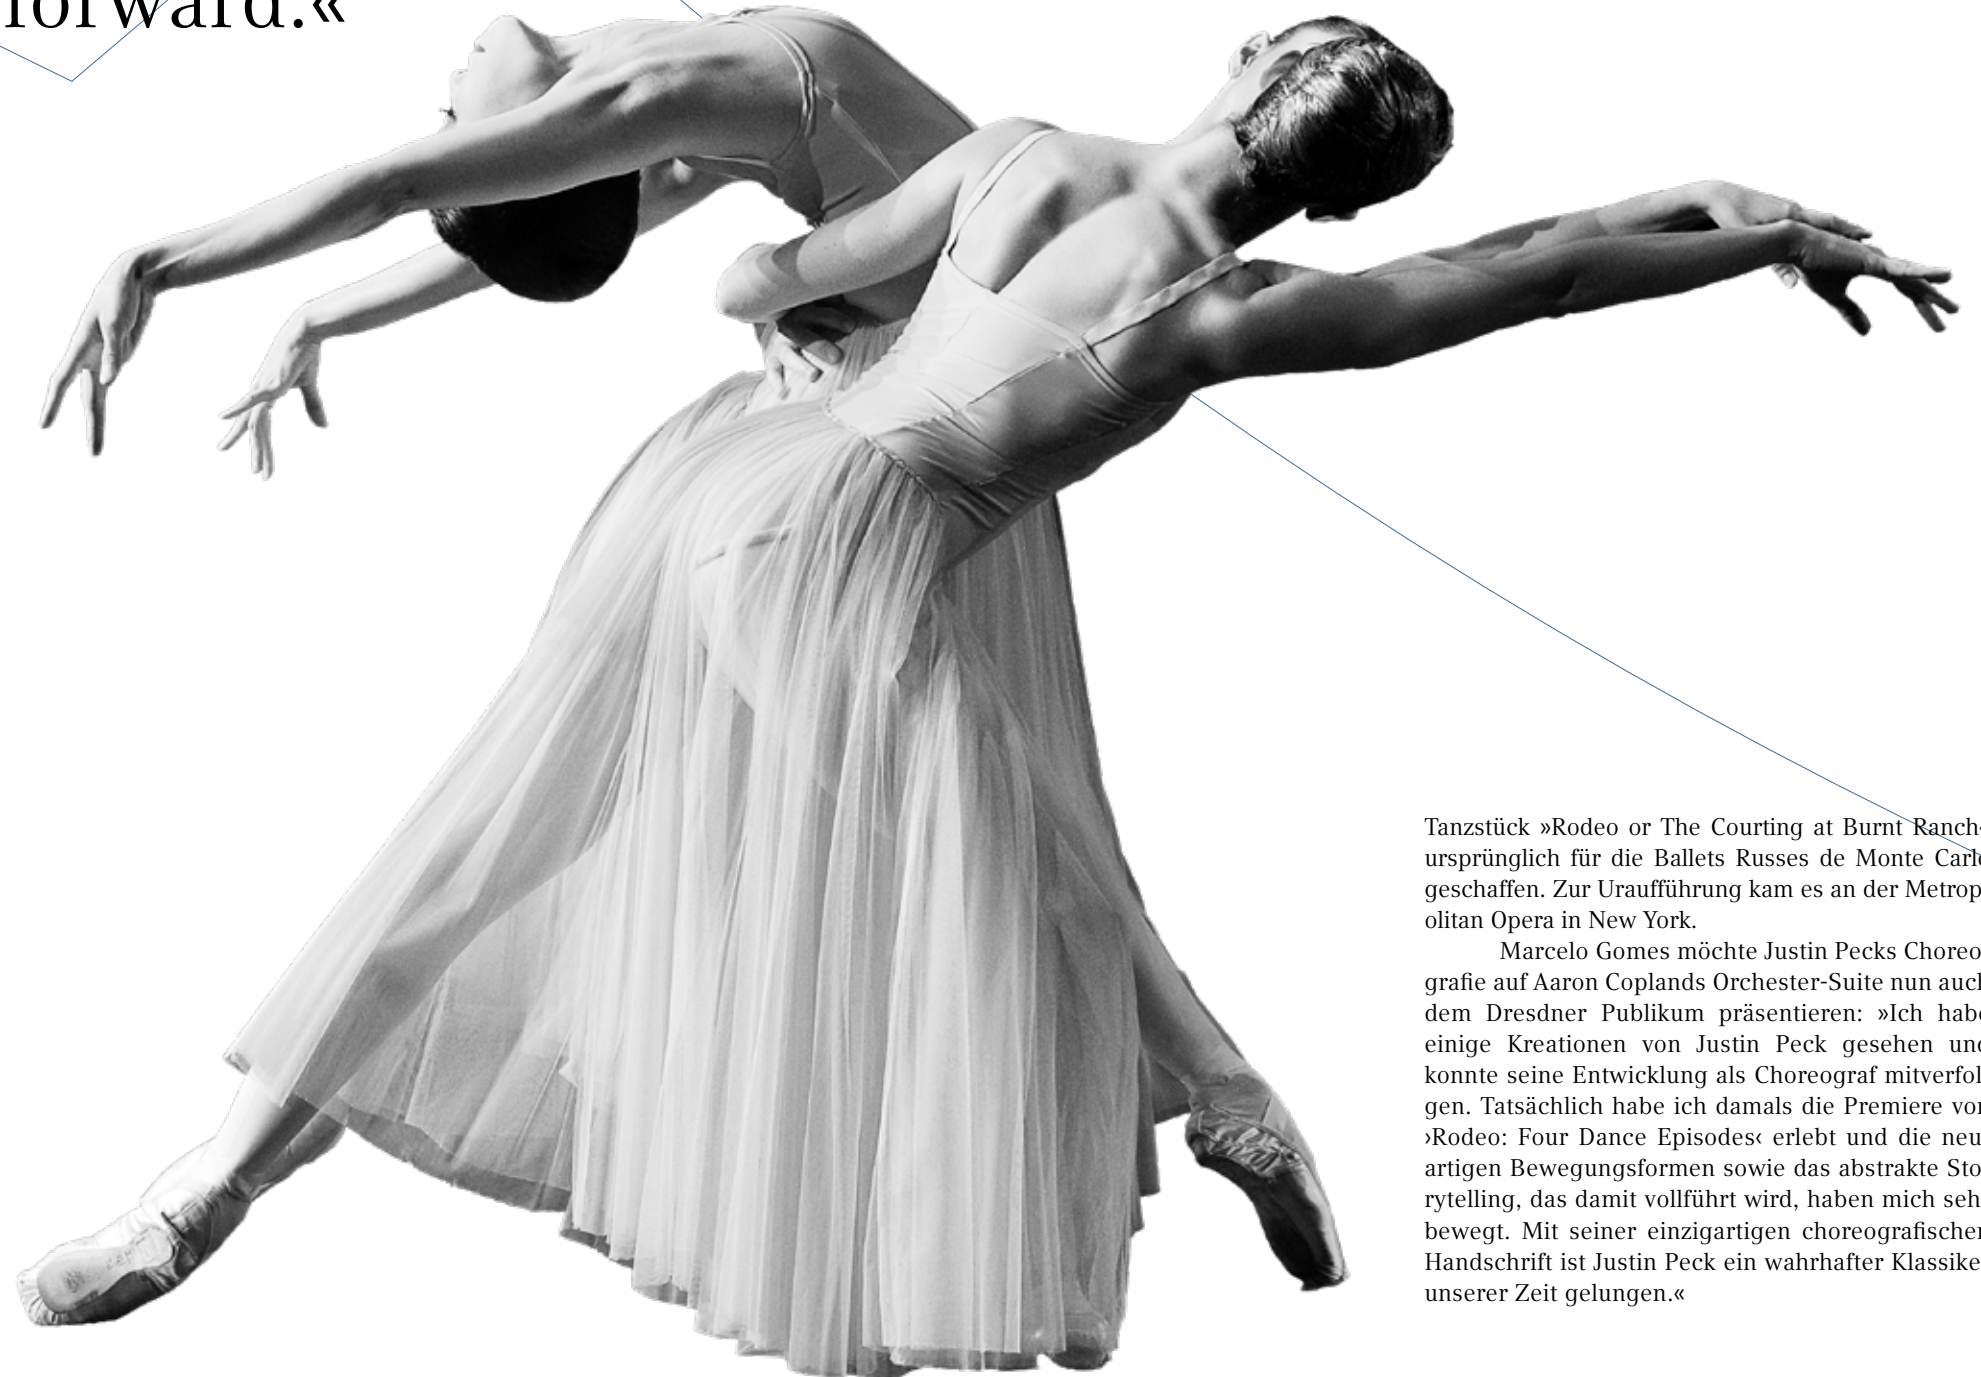 forward.«
Tanzstück »Rodeo or The Courting at Burnt Ranch«
ursprünglich für die Ballets Russes de Monte Carlo
geschaffen. Zur Uraufführung kam es an der Metrop-
olitan Opera in New York.
Marcelo Gomes möchte Justin Pecks Choreo-
grafie auf Aaron Coplands Orchester-Suite nun auch
dem Dresdner Publikum präsentieren: »Ich habe
einige Kreationen von Justin Peck gesehen und
konnte seine Entwicklung als Choreograf mitverfol-
gen. Tatsächlich habe ich damals die Premiere von
›Rodeo: Four Dance Episodes‹ erlebt und die neu-
artigen Bewegungsformen sowie das abstrakte Sto-
rytelling, das damit vollführt wird, haben mich sehr
bewegt. Mit seiner einzigartigen choreografischen
Handschrift ist Justin Peck ein wahrhafter Klassiker
unserer Zeit gelungen.«